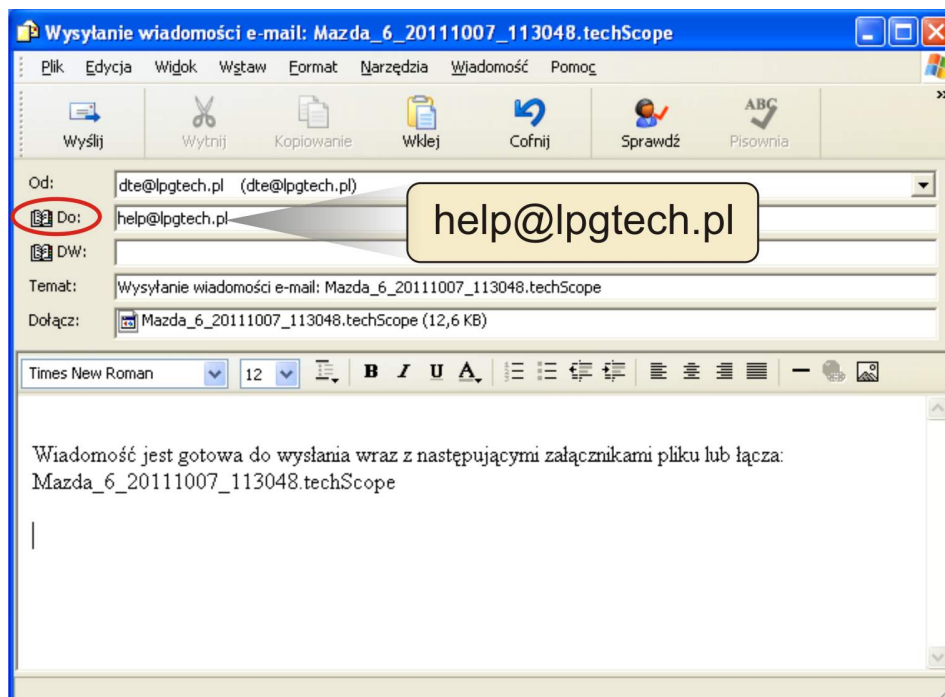 Wysyłanie wiadomości e-mail: Mazda_6_20111007_113048.techScope
Plik Edycja Widok Wstaw Format Narzędzia Wiadomość Pomoc
Wyślij Wytnij Kopiowanie Wklej Cofnij Sprawdź ABC Pisownia
Od: dte@lpgtech.pl (dte@lpgtech.pl)
Do: help@lpgtech.pl
help@lpgtech.pl
DW:
Temat: Wysyłanie wiadomości e-mail: Mazda_6_20111007_113048.techScope
Dołącz: Mazda_6_20111007_113048.techScope (12,6 KB)
Times New Roman 12 B I U A
Wiadomość jest gotowa do wysłania wraz z następującymi załącznikami pliku lub łącza:
Mazda_6_20111007_113048.techScope